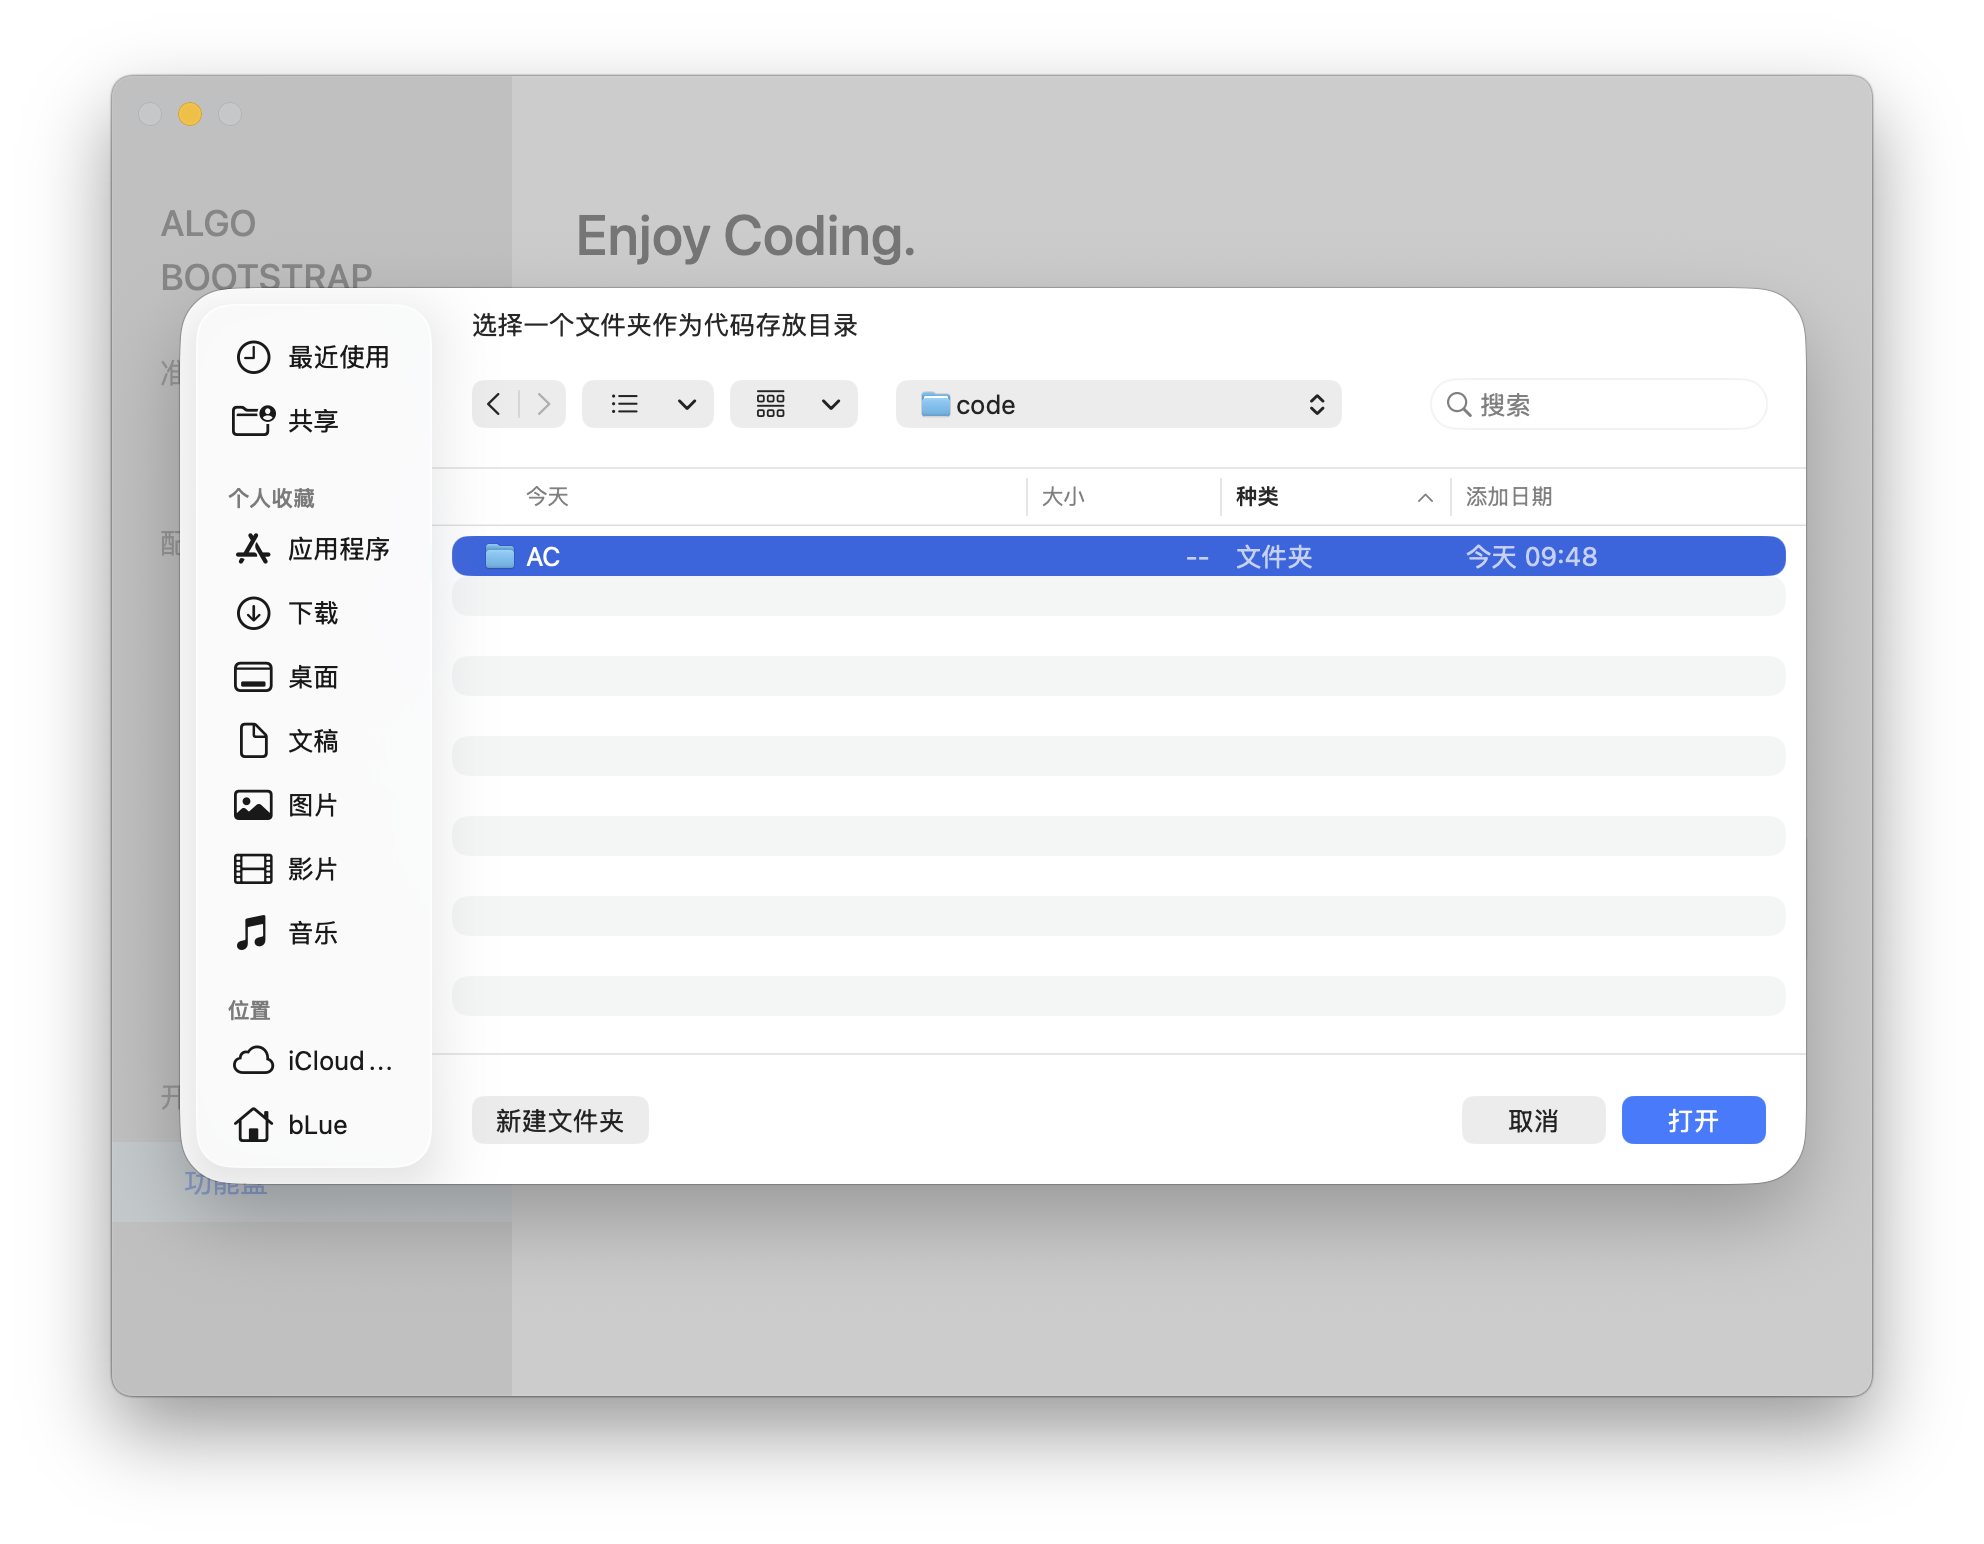 ALGO
BOOTSTRAP
Enjoy Coding.
选择一个文件夹作为代码存放目录
最近使用
共享
个人收藏
应用程序
下载
桌面
文稿
图片
影片
音乐
位置
iCloud…
bLue
code
搜索
今天
大小
种类
添加日期
AC
--
文件夹
今天 09:48
新建文件夹
取消
打开
功能盒